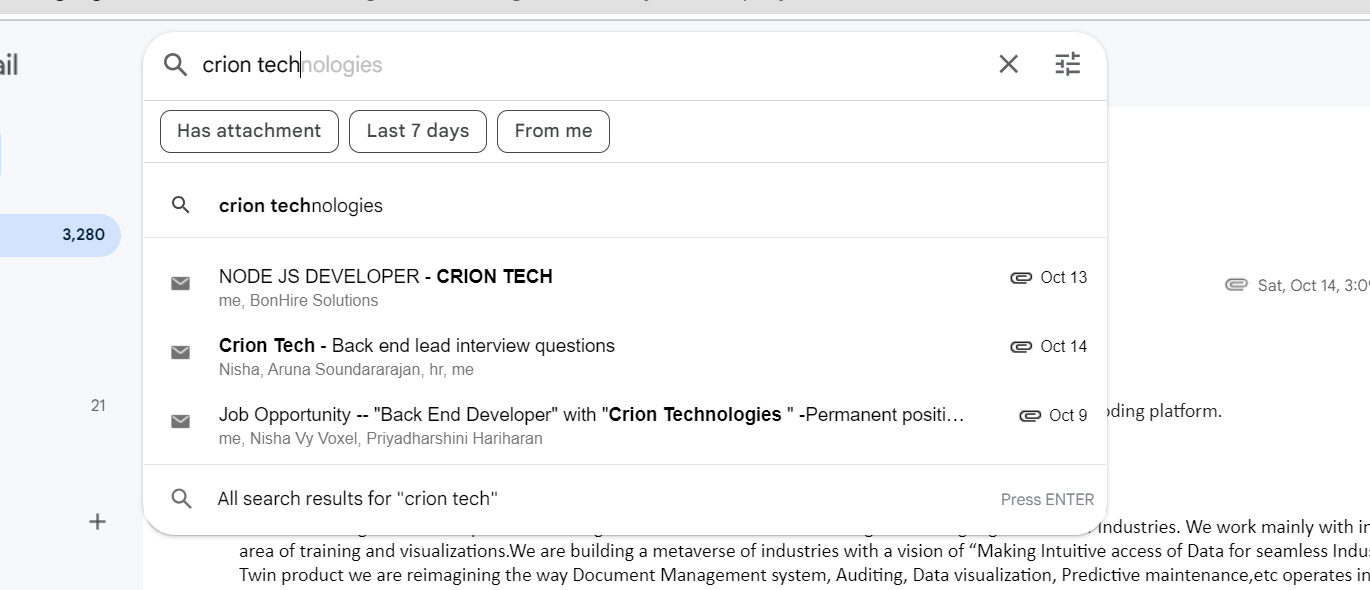 ail
crion technologies
Has attachment
Last 7 days
From me
crion technologies
3,280
NODE JS DEVELOPER - CRION TECH
Oct 13
me, BonHire Solutions
Sat, Oct 14, 3:09
Crion Tech - Back end lead interview questions
Oct 14
Nisha, Aruna Soundararajan, hr, me
21
Job Opportunity -- "Back End Developer" with "Crion Technologies " -Permanent positi…
Oct 9
oding platform.
me, Nisha Vy Voxel, Priyadharshini Hariharan
All search results for "crion tech"
Press ENTER
Industries. We work mainly with in
area of training and visualizations.We are building a metaverse of industries with a vision of “Making Intuitive access of Data for seamless Indu
Twin product we are reimagining the way Document Management system, Auditing, Data visualization, Predictive maintenance,etc operates in